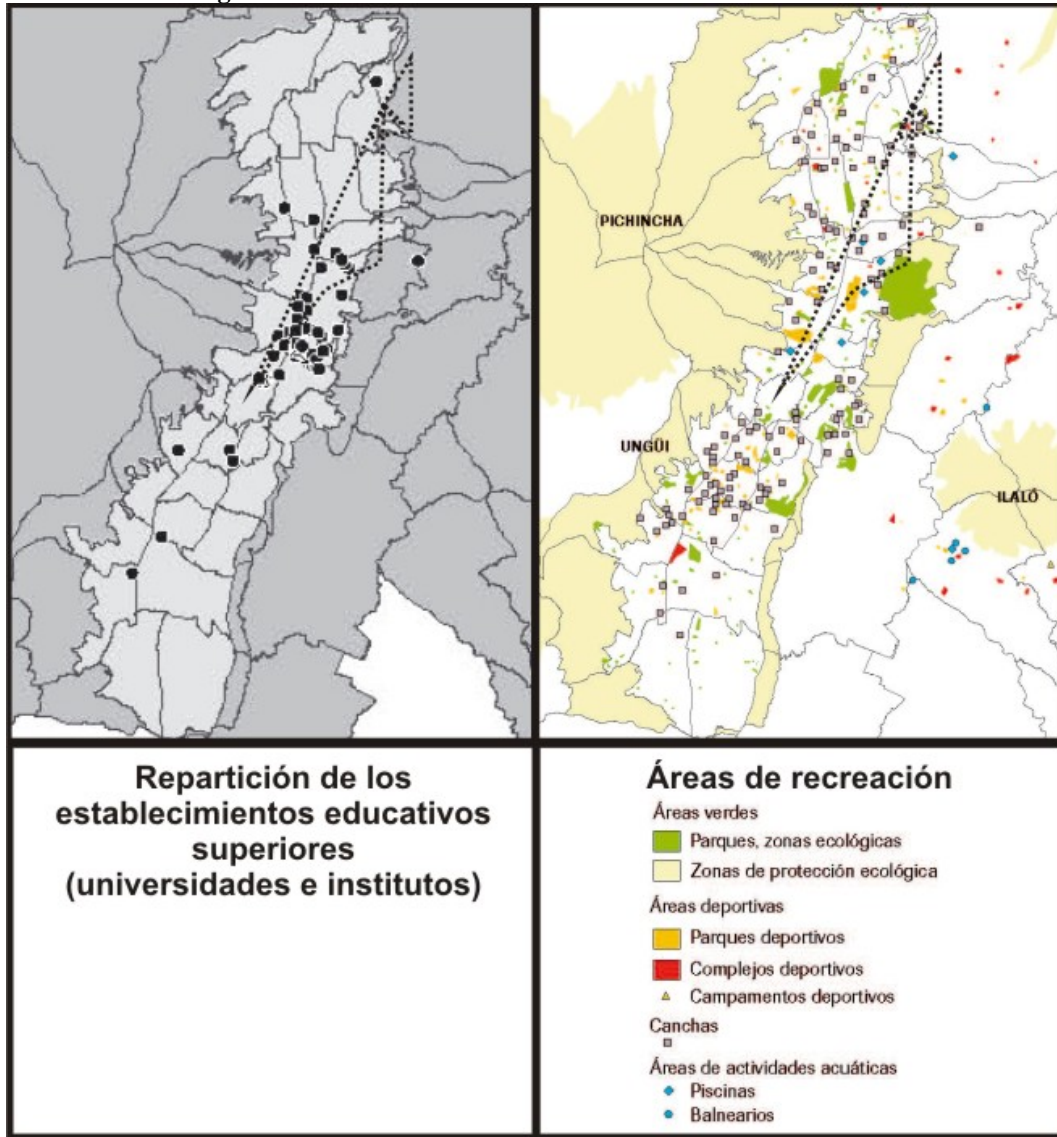 PICHINCHA
UNGÜI
ILALÓ
Repartición de los
establecimientos educativos
superiores
(universidades e institutos)
Áreas de recreación
Áreas verdes
Parques, zonas ecológicas
Zonas de protección ecológica
Áreas deportivas
Parques deportivos
Complejos deportivos
Campamentos deportivos
Canchas
Áreas de actividades acuáticas
Piscinas
Balnearios